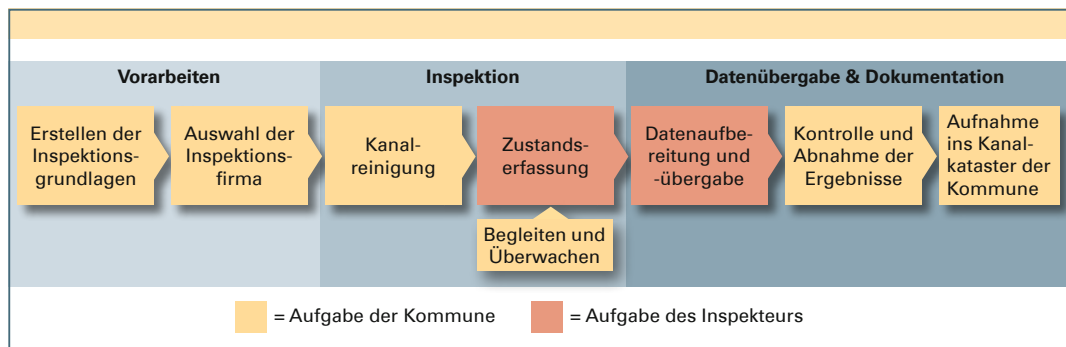 Vorarbeiten
Erstellen der
Inspektions-
grundlagen
Auswahl der
Inspektions-
firma
Inspektion
Kanal-
reinigung
Zustands-
erfassung
Begleiten und
Überwachen
Datenübergabe & Dokumentation
Datenaufbe-
reitung und
-übergabe
Kontrolle und
Abnahme der
Ergebnisse
Aufnahme
ins Kanal-
kataster der
Kommune
= Aufgabe der Kommune
= Aufgabe des Inspekteurs